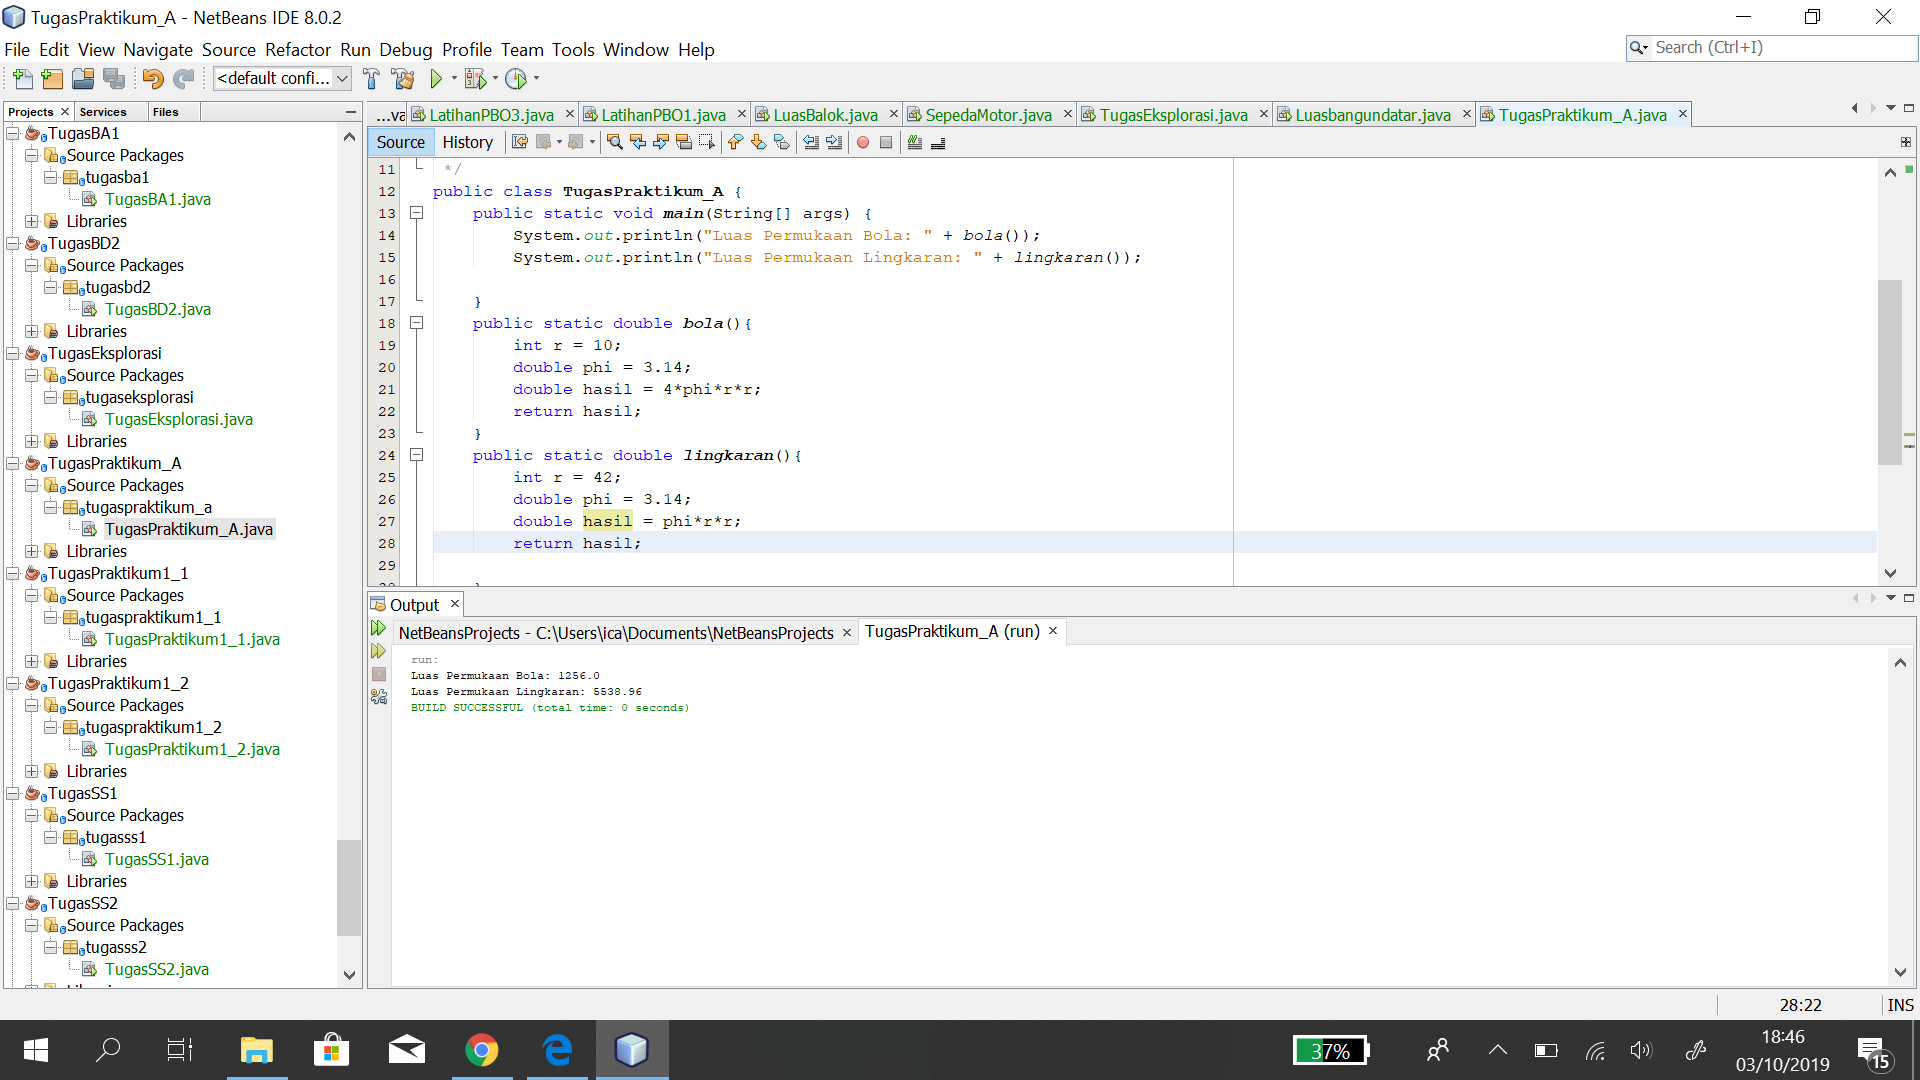 TugasPraktikum_A - NetBeans IDE 8.0.2
File Edit View Navigate Source Refactor Run Debug Profile Team Tools Window Help
Search (Ctrl+I)
<default confi...
Projects Services Files
...va LatihanPBO3.java LatihanPBO1.java LuasBalok.java SepedaMotor.java TugasEksplorasi.java Luasbangundatar.java TugasPraktikum_A.java
Source History
TugasBA1
Source Packages
tugasba1
TugasBA1.java
Libraries
TugasBD2
Source Packages
tugasbd2
TugasBD2.java
Libraries
TugasEksplorasi
Source Packages
tugaseksplorasi
TugasEksplorasi.java
Libraries
TugasPraktikum_A
Source Packages
tugaspraktikum_a
TugasPraktikum_A.java
Libraries
TugasPraktikum1_1
Source Packages
tugaspraktikum1_1
TugasPraktikum1_1.java
Libraries
TugasPraktikum1_2
Source Packages
tugaspraktikum1_2
TugasPraktikum1_2.java
Libraries
TugasSS1
Source Packages
tugasss1
TugasSS1.java
Libraries
TugasSS2
Source Packages
tugasss2
TugasSS2.java
11 */
12 public class TugasPraktikum_A {
13 public static void main(String[] args) {
14 System.out.println("Luas Permukaan Bola: " + bola());
15 System.out.println("Luas Permukaan Lingkaran: " + lingkaran());
16
17 }
18 public static double bola(){
19 int r = 10;
20 double phi = 3.14;
21 double hasil = 4*phi*r*r;
22 return hasil;
23 }
24 public static double lingkaran(){
25 int r = 42;
26 double phi = 3.14;
27 double hasil = phi*r*r;
28 return hasil;
29
Output
NetBeansProjects - C:\Users\ica\Documents\NetBeansProjects TugasPraktikum_A (run)
run:
Luas Permukaan Bola: 1256.0
Luas Permukaan Lingkaran: 5538.96
BUILD SUCCESSFUL (total time: 0 seconds)
28:22 INS
37%
18:46
03/10/2019
15